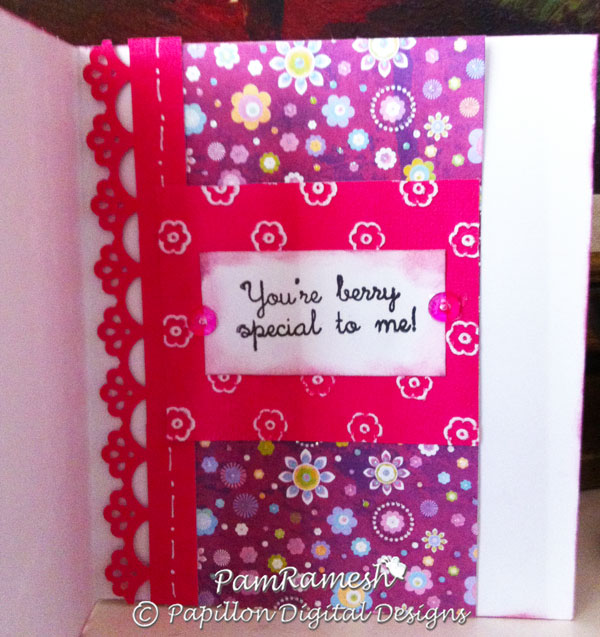 You're berry
special to me!
PamRamesh
© Papillon Digital Designs